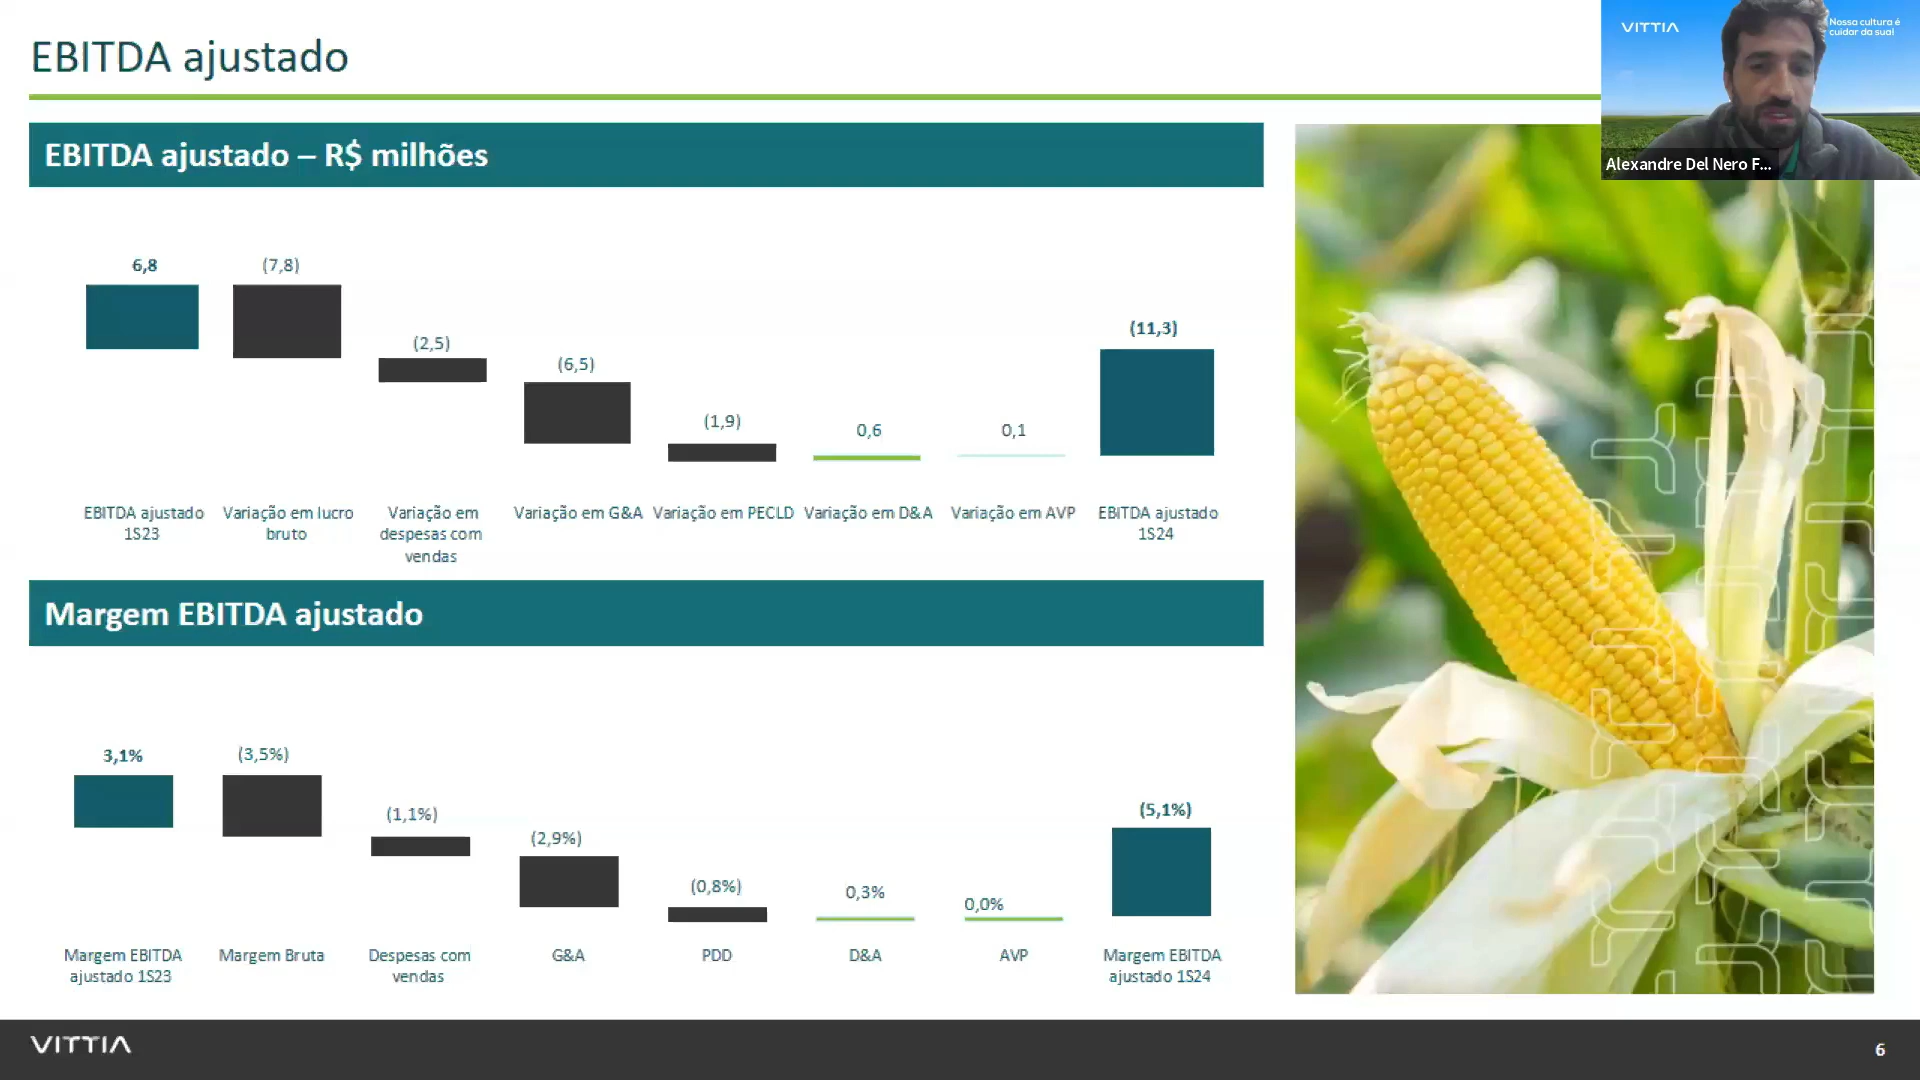 EBITDA ajustado
VITTIA
Nossa cultura é
cuidar da sua!
Alexandre Del Nero F...
EBITDA ajustado – R$ milhões
6,8
(7,8)
(2,5)
(6,5)
(1,9)
0,6
0,1
(11,3)
EBITDA ajustado
1S23
Variação em lucro
bruto
Variação em
despesas com
vendas
Variação em G&A
Variação em PECLD
Variação em D&A
Variação em AVP
EBITDA ajustado
1S24
Margem EBITDA ajustado
3,1%
(3,5%)
(1,1%)
(2,9%)
(0,8%)
0,3%
0,0%
(5,1%)
Margem EBITDA
ajustado 1S23
Margem Bruta
Despesas com
vendas
G&A
PDD
D&A
AVP
Margem EBITDA
ajustado 1S24
VITTIA
6